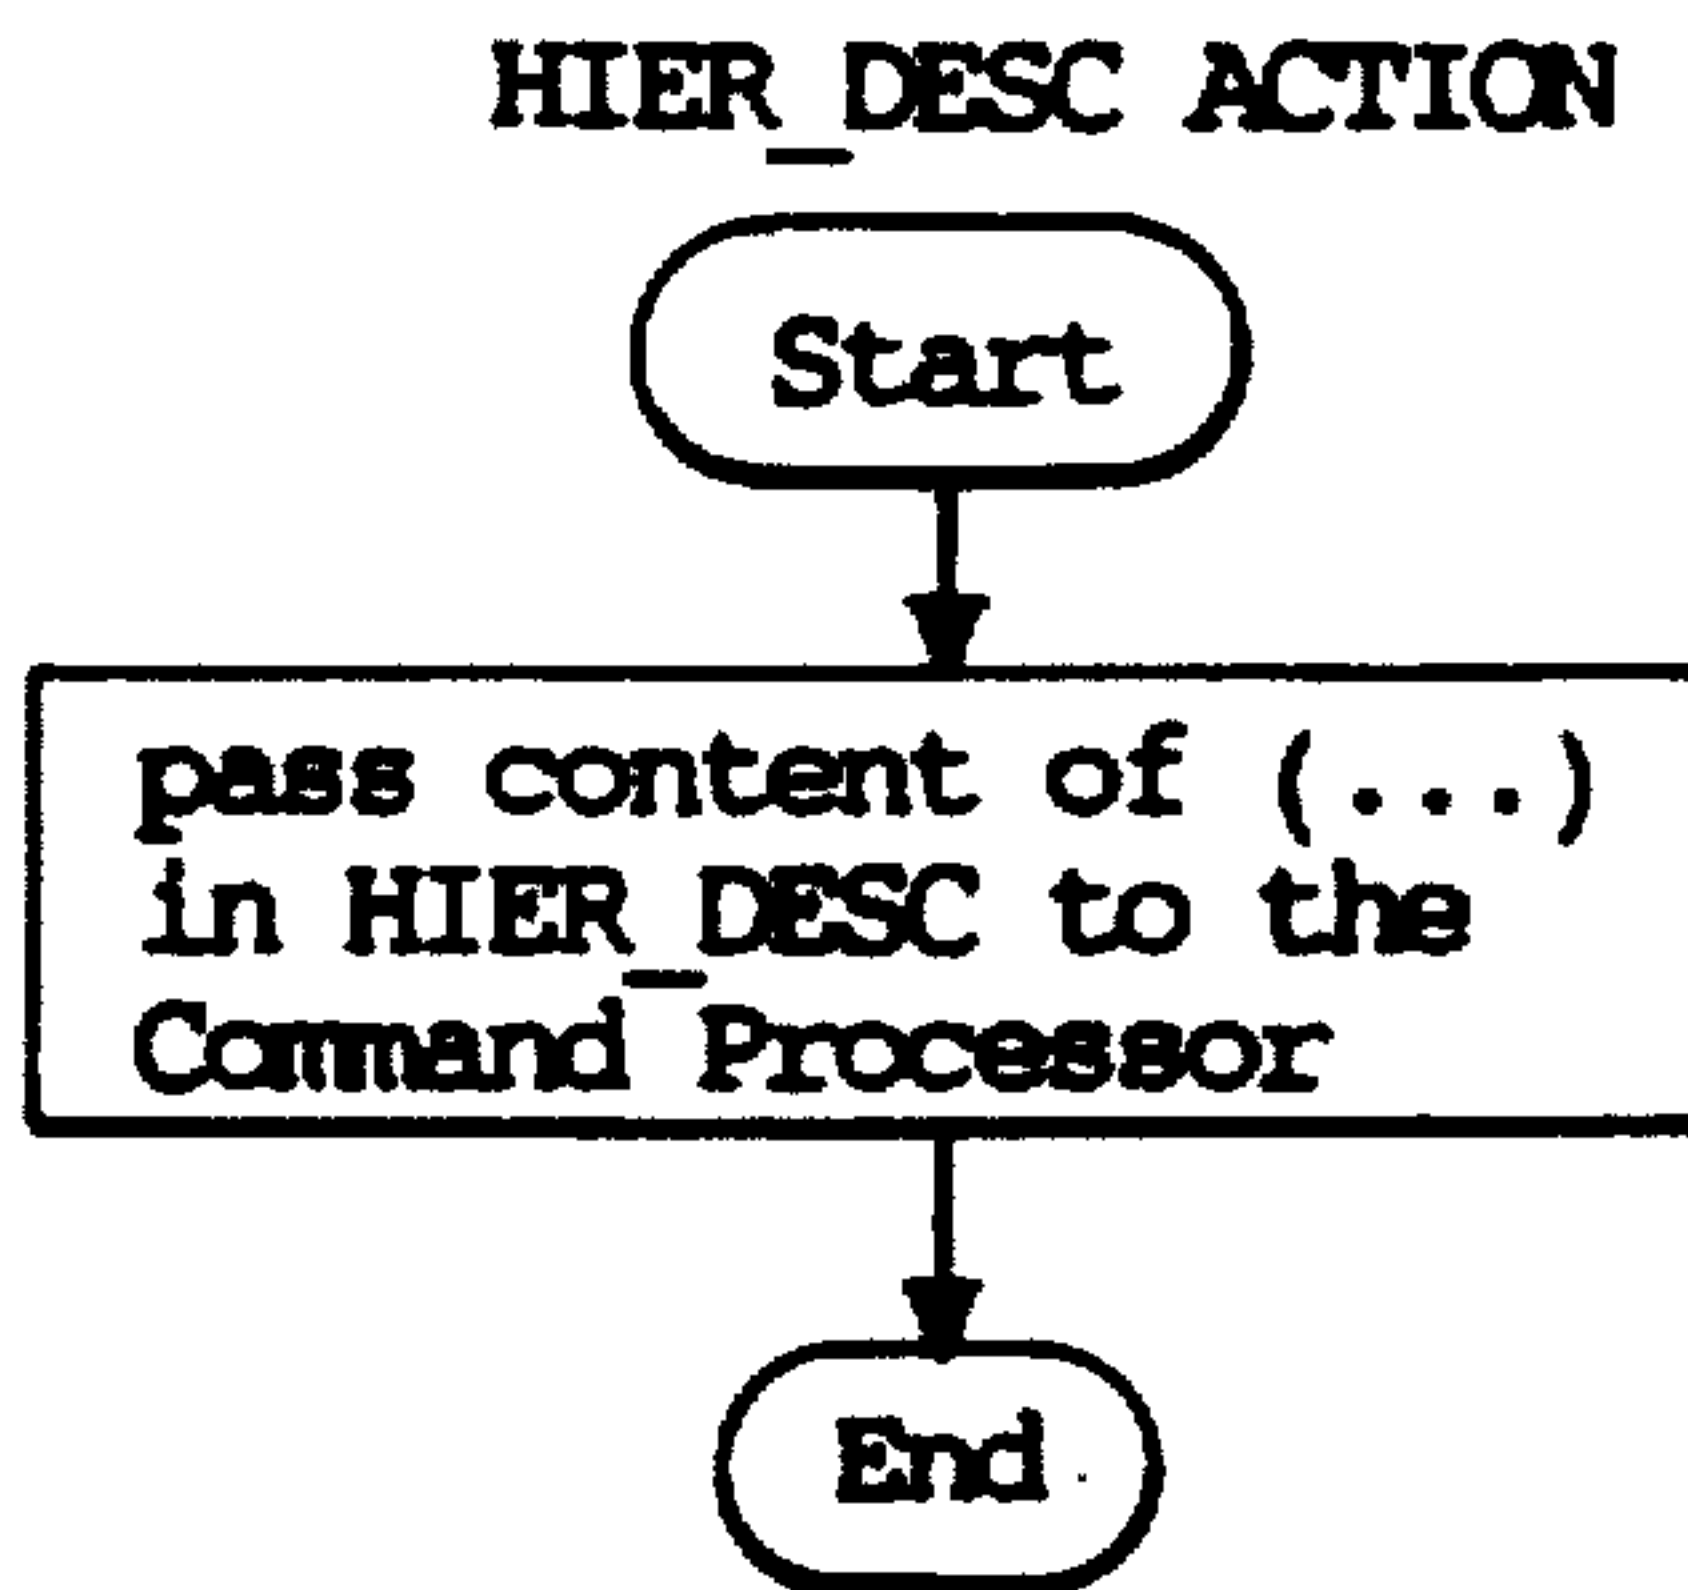 HIER_DESC ACTION
Start
pass content of (...)
in HIER_DESC to the
Command Processor
End